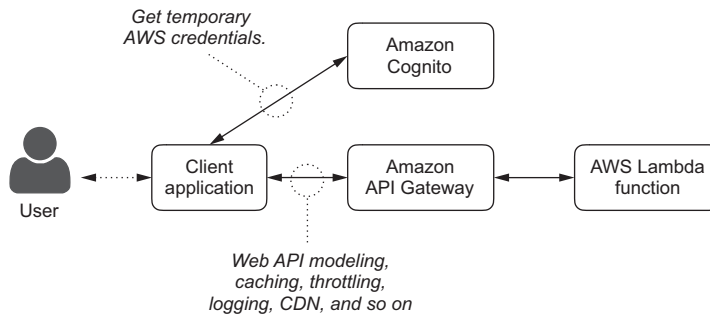 Get temporary
AWS credentials.
Amazon
Cognito
User
Client
application
Amazon
API Gateway
AWS Lambda
function
Web API modeling,
caching, throttling,
logging, CDN, and so on